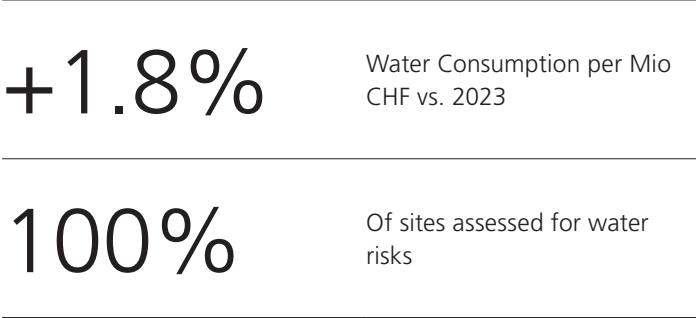 +1.8%
Water Consumption per Mio
CHF vs. 2023
100%
Of sites assessed for water
risks